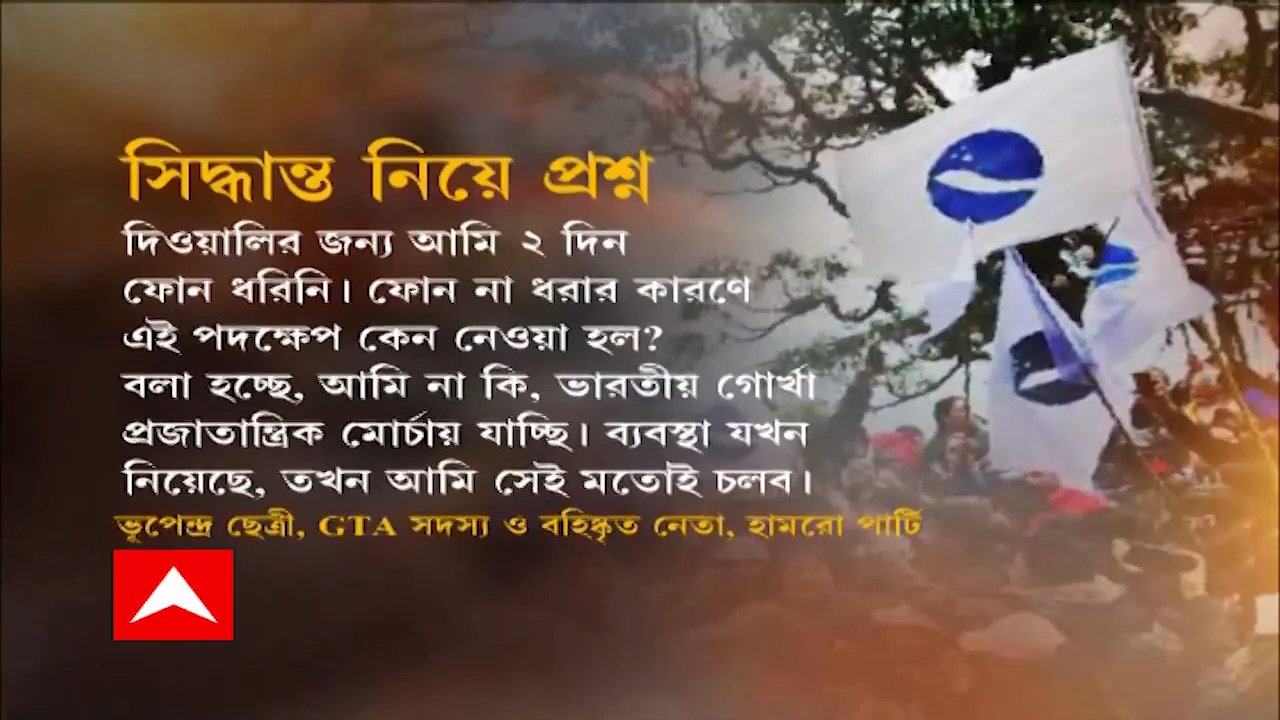 সিদ্ধান্ত নিয়ে প্রশ্ন
দিওয়ালির জন্য আমি ২ দিন
ফোন ধরিনি। ফোন না ধরার কারণে
এই পদক্ষেপ কেন নেওয়া হল?
বলা হচ্ছে, আমি না কি, ভারতীয় গোর্খা
প্রজাতান্ত্রিক মোর্চায় যাচ্ছি। ব্যবস্থা যখন
নিয়েছে, তখন আমি সেই মতোই চলব।
ভূপেন্দ্র ছেত্রী, GTA সদস্য ও বহিষ্কৃত নেতা, হামরো পার্টি